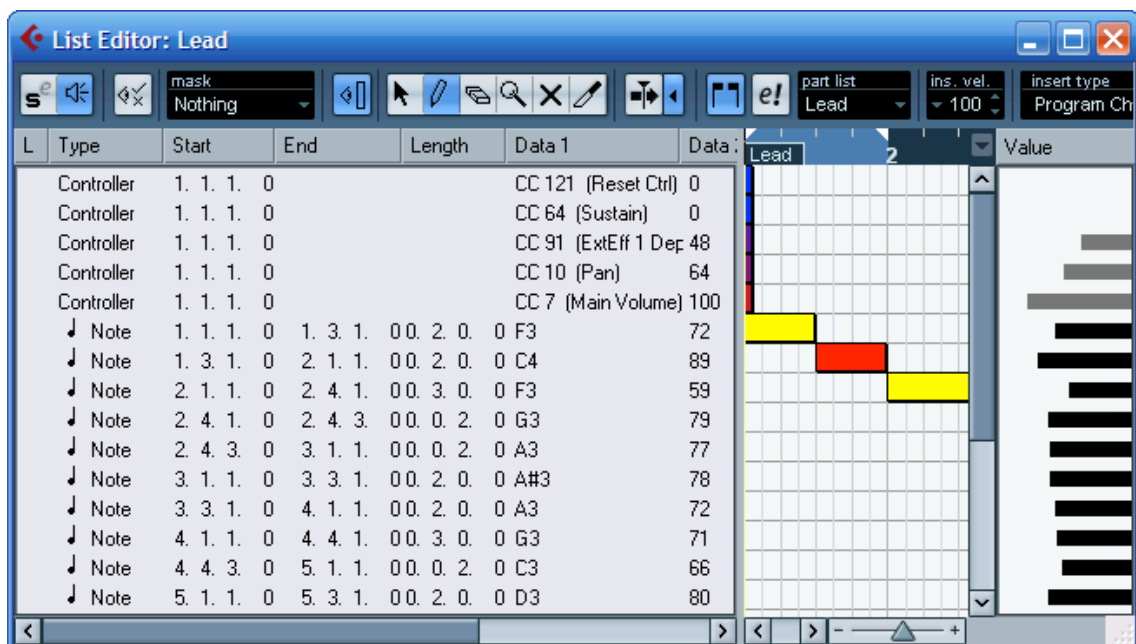 List Editor: Lead
mask
Nothing
part list
Lead
ins. vel.
100
insert type
Program Ch
L Type Start End Length Data 1 Data Lead 2 Value
Controller 1. 1. 1. 0 CC 121 (Reset Ctrl) 0
Controller 1. 1. 1. 0 CC 64 (Sustain) 0
Controller 1. 1. 1. 0 CC 91 (ExtEff 1 Dep 48
Controller 1. 1. 1. 0 CC 10 (Pan) 64
Controller 1. 1. 1. 0 CC 7 (Main Volume) 100
Note 1. 1. 1. 0 1. 3. 1. 0 0. 2. 0. 0 F3 72
Note 1. 3. 1. 0 2. 1. 1. 0 0. 2. 0. 0 C4 89
Note 2. 1. 1. 0 2. 4. 1. 0 0. 3. 0. 0 F3 59
Note 2. 4. 1. 0 2. 4. 3. 0 0. 0. 2. 0 G3 79
Note 2. 4. 3. 0 3. 1. 1. 0 0. 0. 2. 0 A3 77
Note 3. 1. 1. 0 3. 3. 1. 0 0. 2. 0. 0 A#3 78
Note 3. 3. 1. 0 4. 1. 1. 0 0. 2. 0. 0 A3 72
Note 4. 1. 1. 0 4. 4. 1. 0 0. 3. 0. 0 G3 71
Note 4. 4. 3. 0 5. 1. 1. 0 0. 0. 2. 0 C3 66
Note 5. 1. 1. 0 5. 3. 1. 0 0. 2. 0. 0 D3 80